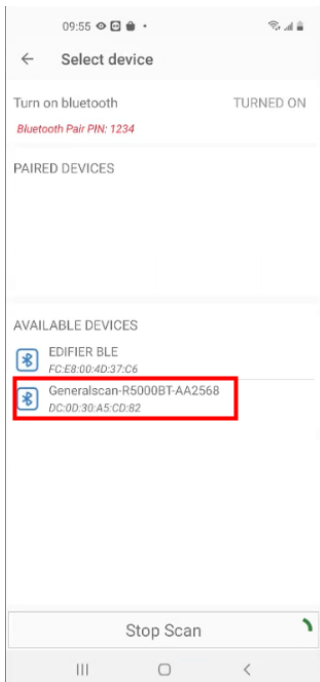 09:55
Select device
Turn on bluetooth TURNED ON
Bluetooth Pair PIN: 1234
PAIRED DEVICES
AVAILABLE DEVICES
EDIFIER BLE
FC:E8:00:4D:37:C6
Generalscan-R5000BT-AA2568
DC:0D:30:A5:CD:82
Stop Scan